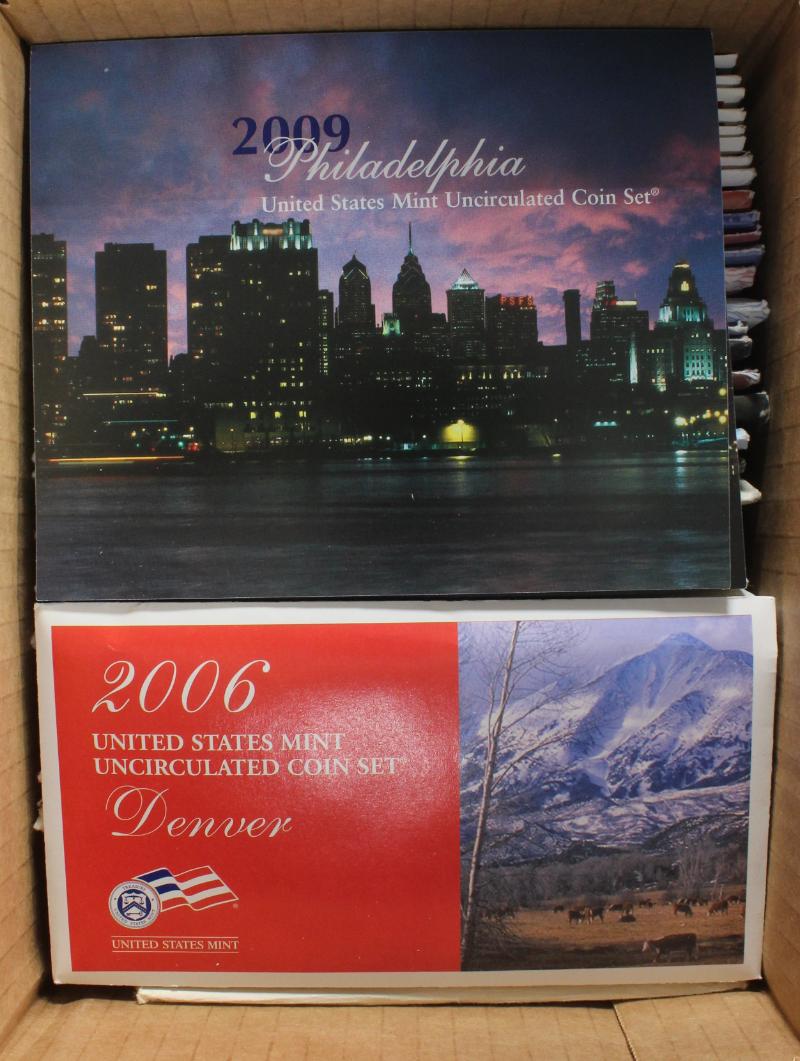 2009
Philadelphia
United States Mint Uncirculated Coin Set®
PSFS
2006
UNITED STATES MINT
UNCIRCULATED COIN SET®
Denver
UNITED STATES MINT